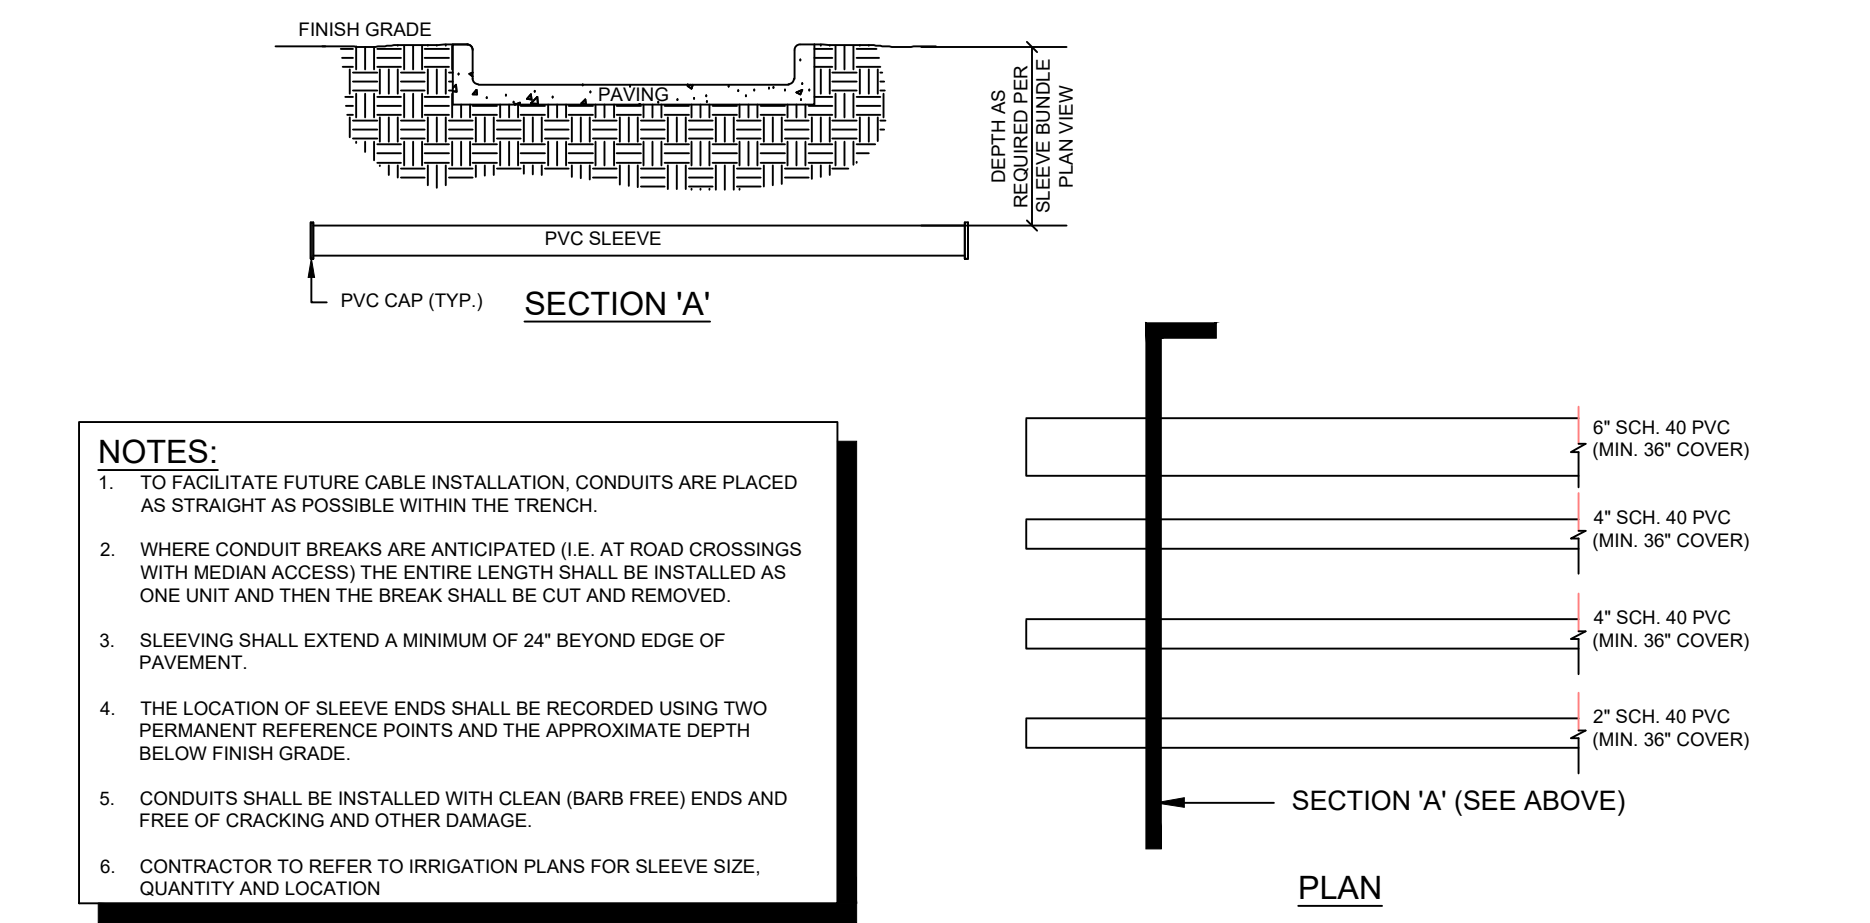 FINISH GRADE
PAVING
DEPTH AS
REQUIRED PER
SLEEVE BUNDLE
PLAN VIEW
PVC SLEEVE
PVC CAP (TYP.)
SECTION 'A'
NOTES:
1. TO FACILITATE FUTURE CABLE INSTALLATION, CONDUITS ARE PLACED
AS STRAIGHT AS POSSIBLE WITHIN THE TRENCH.
2. WHERE CONDUIT BREAKS ARE ANTICIPATED (I.E. AT ROAD CROSSINGS
WITH MEDIAN ACCESS) THE ENTIRE LENGTH SHALL BE INSTALLED AS
ONE UNIT AND THEN THE BREAK SHALL BE CUT AND REMOVED.
3. SLEEVING SHALL EXTEND A MINIMUM OF 24" BEYOND EDGE OF
PAVEMENT.
4. THE LOCATION OF SLEEVE ENDS SHALL BE RECORDED USING TWO
PERMANENT REFERENCE POINTS AND THE APPROXIMATE DEPTH
BELOW FINISH GRADE.
5. CONDUITS SHALL BE INSTALLED WITH CLEAN (BARB FREE) ENDS AND
FREE OF CRACKING AND OTHER DAMAGE.
6. CONTRACTOR TO REFER TO IRRIGATION PLANS FOR SLEEVE SIZE,
QUANTITY AND LOCATION
6" SCH. 40 PVC
(MIN. 36" COVER)
4" SCH. 40 PVC
(MIN. 36" COVER)
4" SCH. 40 PVC
(MIN. 36" COVER)
2" SCH. 40 PVC
(MIN. 36" COVER)
SECTION 'A' (SEE ABOVE)
PLAN